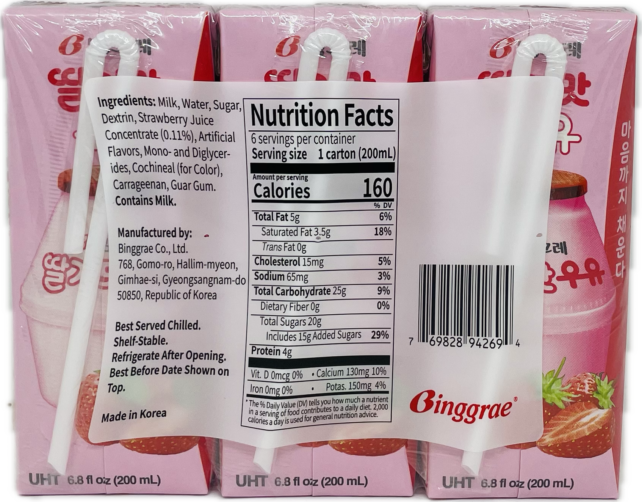 Ingredients: Milk, Water, Sugar,
Dextrin, Strawberry Juice
Concentrate (0.11%), Artificial
Flavors, Mono- and Diglycer-
ides, Cochineal (for Color),
Carrageenan, Guar Gum.
Contains Milk.
Manufactured by:
Binggrae Co., Ltd.
768, Gomo-ro, Hallim-myeon,
Gimhae-si, Gyeongsangnam-do
50850, Republic of Korea
Best Served Chilled.
Shelf-Stable.
Refrigerate After Opening.
Best Before Date Shown on
Top.
Made in Korea
Nutrition Facts
6 servings per container
Serving size 1 carton (200mL)
Amount per serving
Calories 160
% DV
Total Fat 5g 6%
Saturated Fat 3.5g 18%
Trans Fat 0g
Cholesterol 15mg 5%
Sodium 65mg 3%
Total Carbohydrate 25g 9%
Dietary Fiber 0g 0%
Total Sugars 20g
Includes 15g Added Sugars 29%
Protein 4g
Vit. D 0mcg 0% • Calcium 130mg 10%
Iron 0mg 0% • Potas. 150mg 4%
*The % Daily Value (DV) tells you how much a nutrient
in a serving of food contributes to a daily diet. 2,000
calories a day is used for general nutrition advice.
7 69828 94269 4
Binggrae®
마음까지 채운다
UHT 6.8 fl oz (200 mL)
UHT 6.8 fl oz (200 mL)
UHT 6.8 fl oz (200 mL)